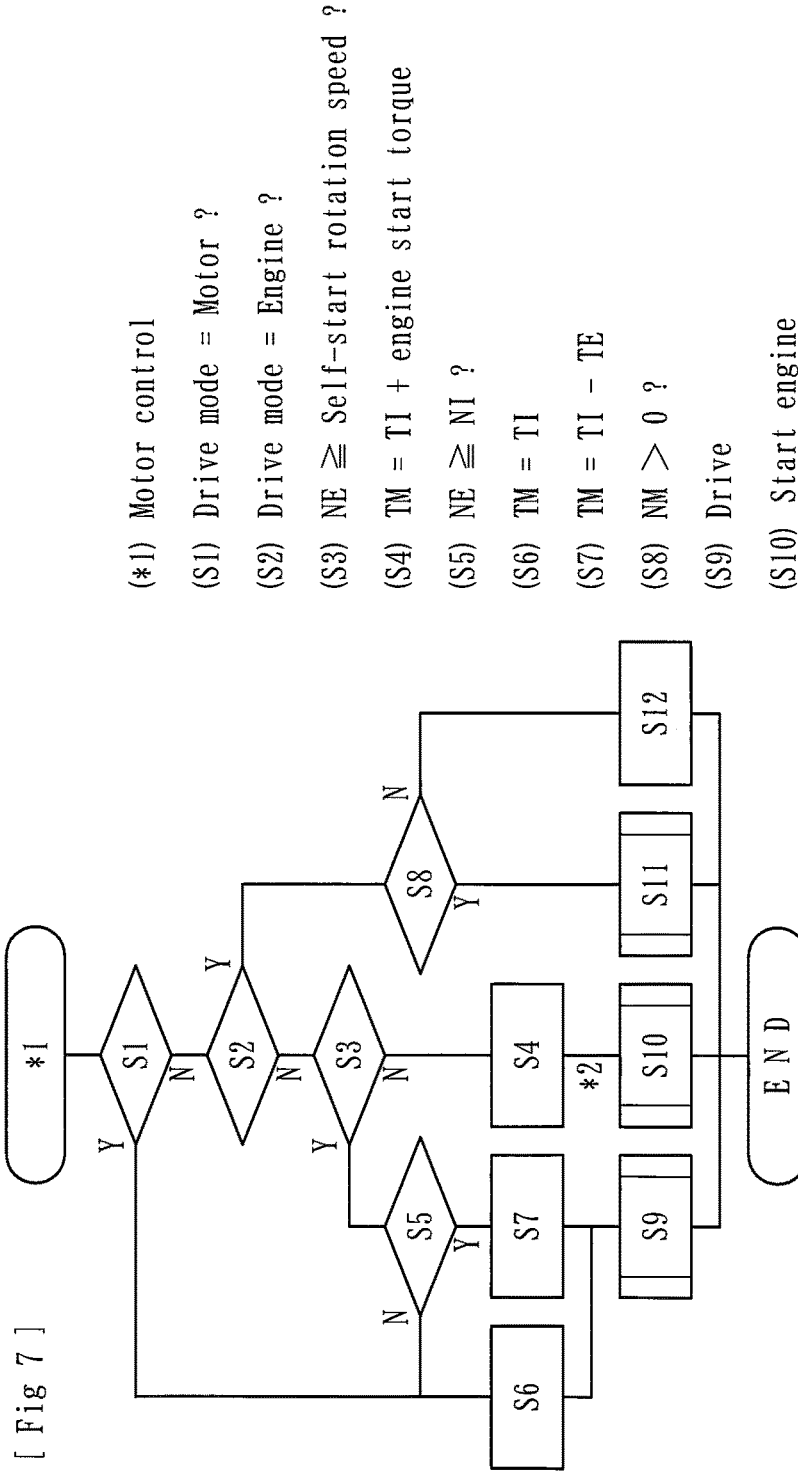 [ Fig 7 ]
*1
S1
Y
N
S2
Y
N
S3
Y
N
S5
N
Y
S8
N
Y
S6
S7
S4
*2
S9
S10
S11
S12
E N D
(*1) Motor control
(S1) Drive mode = Motor ?
(S2) Drive mode = Engine ?
(S3) NE ≧ Self-start rotation speed ?
(S4) TM = TI + engine start torque
(S5) NE ≧ NI ?
(S6) TM = TI
(S7) TM = TI - TE
(S8) NM > 0 ?
(S9) Drive
(S10) Start engine